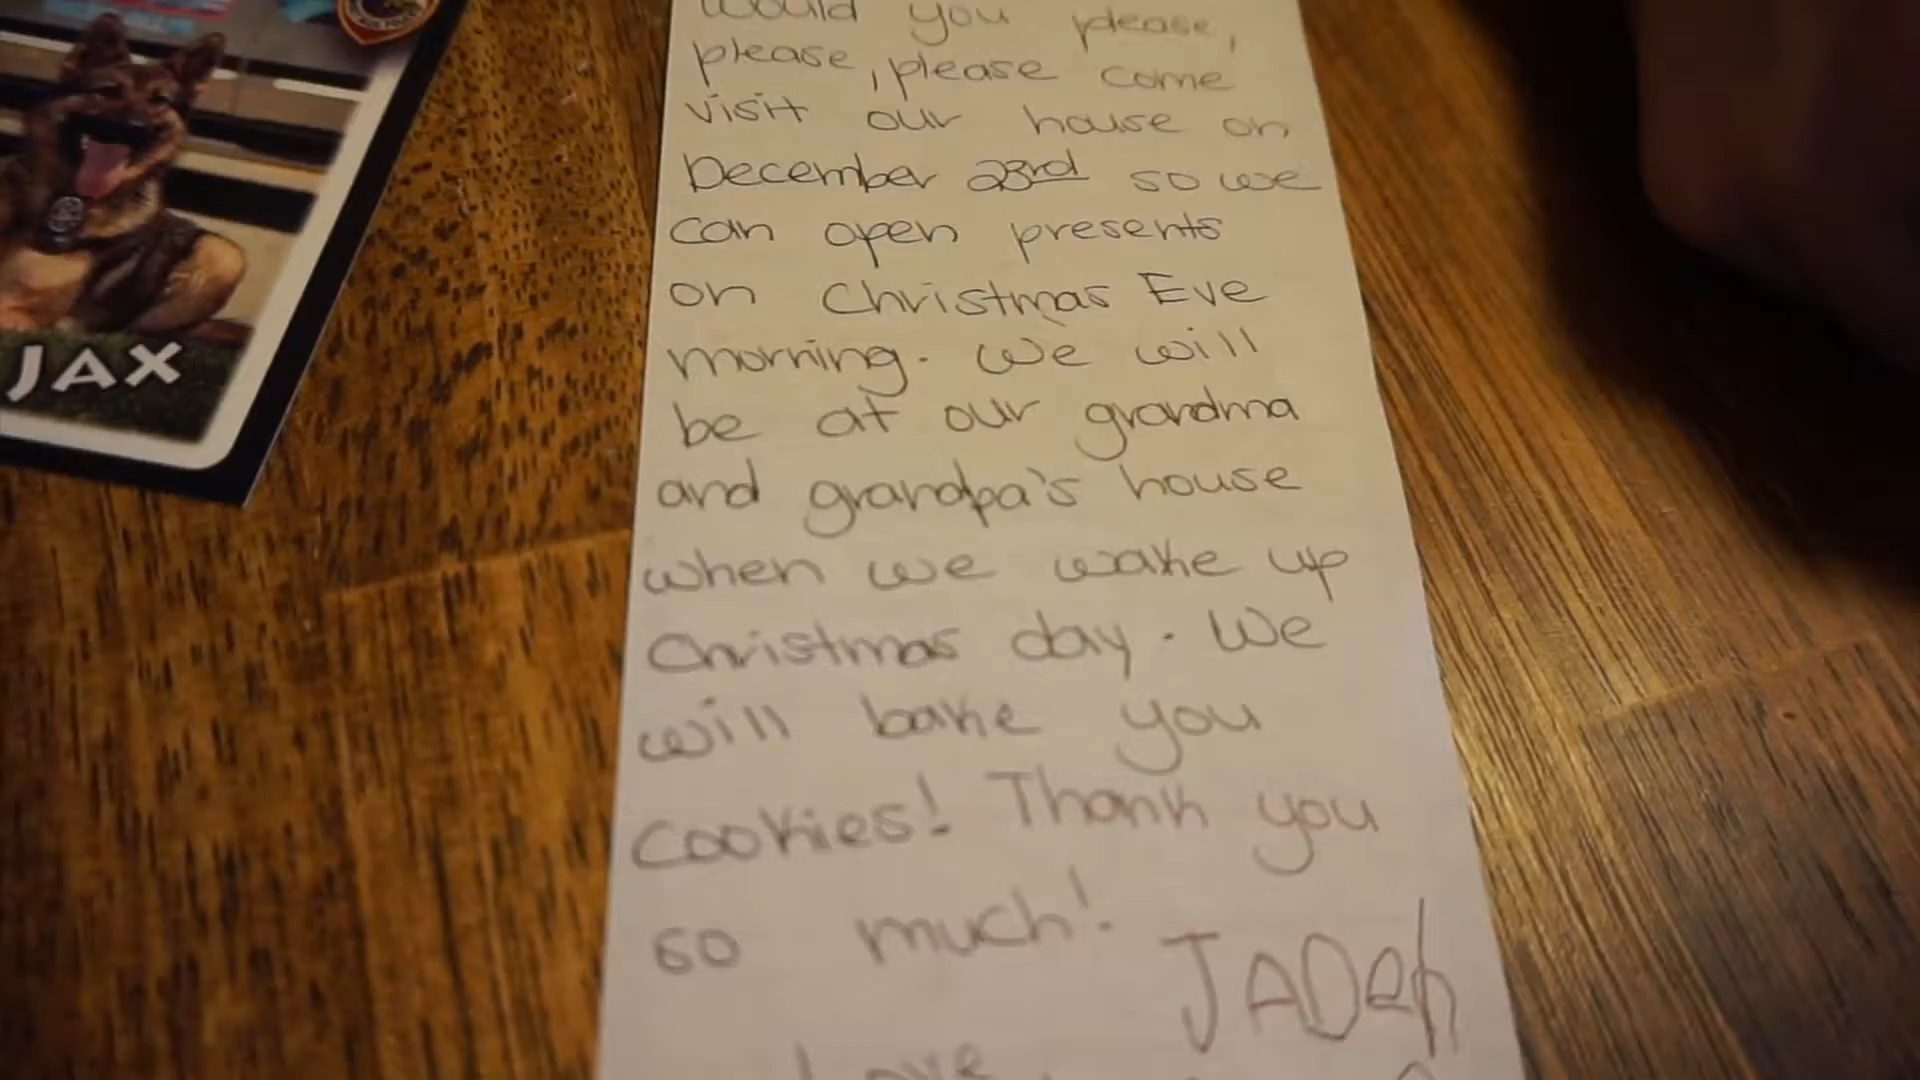 JAX
would you please,
please, please come
visit our house on
December 23rd so we
can open presents
on Christmas Eve
morning. We will
be at our grandma
and grandpa's house
when we wake up
Christmas day. We
will bake you
cookies! Thank you
so much!
JADeh
Love,